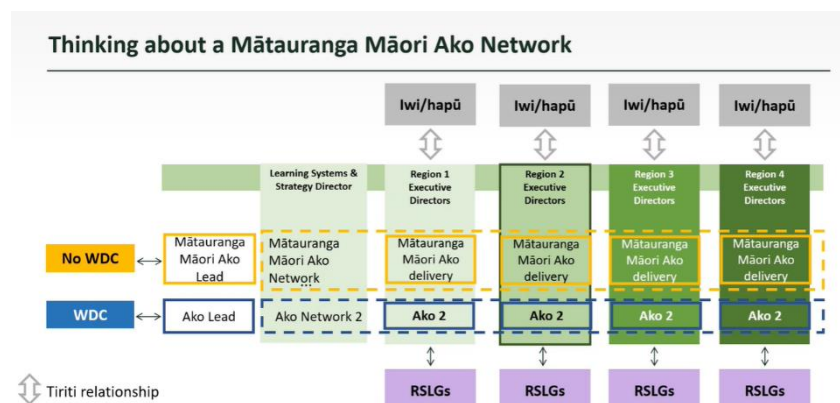 Thinking about a Mātauranga Māori Ako Network
Iwi/hapū
Iwi/hapū
Iwi/hapū
Iwi/hapū
Learning Systems &
Strategy Director
Region 1
Executive
Directors
Region 2
Executive
Directors
Region 3
Executive
Directors
Region 4
Executive
Directors
No WDC
Mātauranga
Māori Ako
Lead
Mātauranga
Māori Ako
Network
Mātauranga
Māori Ako
delivery
Mātauranga
Māori Ako
delivery
Mātauranga
Māori Ako
delivery
Mātauranga
Māori Ako
delivery
WDC
Ako Lead
Ako Network 2
Ako 2
Ako 2
Ako 2
Ako 2
Tiriti relationship
RSLGs
RSLGs
RSLGs
RSLGs